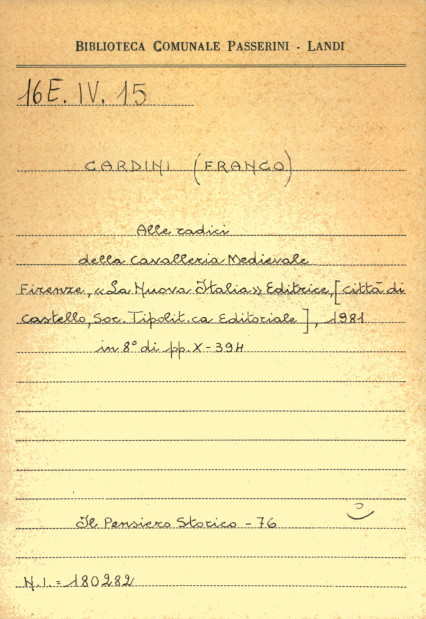 BIBLIOTECA COMUNALE PASSERINI - LANDI
16E. IV. 15
CARDINI (FRANCO)
Alle radici
della Cavalleria Medievale
Firenze, «La Nuova Italia» Editrice, [Città di
Castello, Soc. Tipolit.ca Editoriale], 1981
in 8° di pp. X-394
Il Pensiero Storico - 76
N.I. = 180282